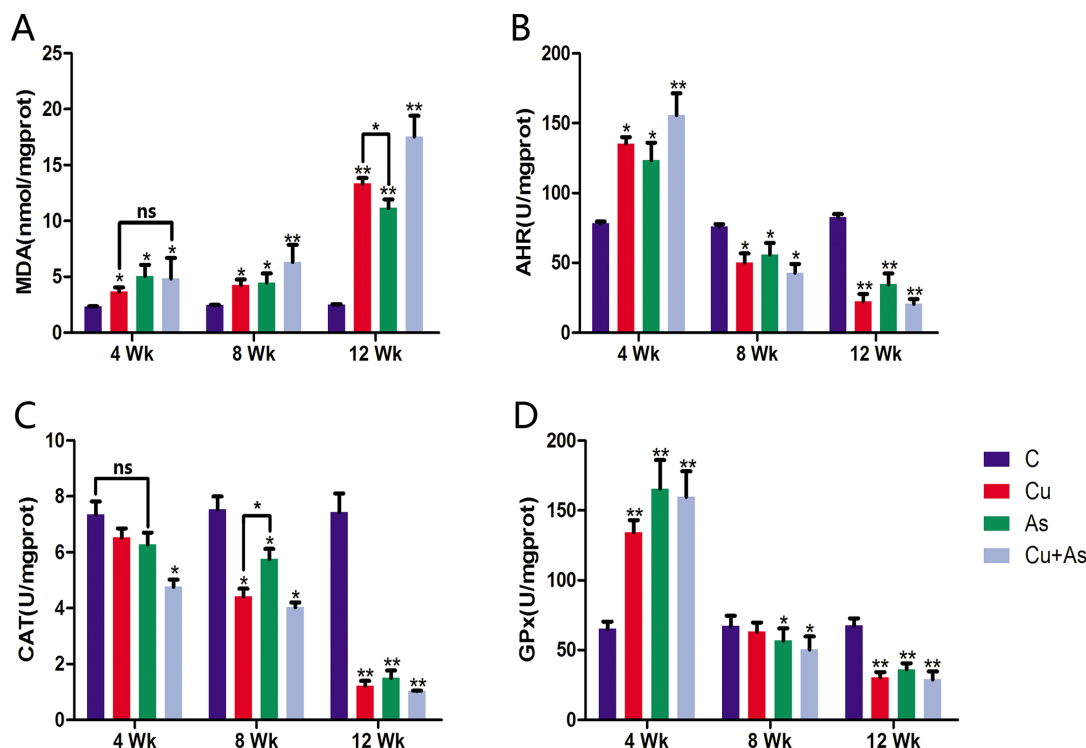 A
MDA(nmol/mgprot)
25
20
15
10
5
0
ns
*
*
*
*
*
**
*
**
**
**
4 Wk
8 Wk
12 Wk
B
AHR(U/mgprot)
200
150
100
50
0
*
*
**
*
*
*
**
**
**
4 Wk
8 Wk
12 Wk
C
CAT(U/mgprot)
10
8
6
4
2
0
ns
*
*
*
*
*
**
**
**
4 Wk
8 Wk
12 Wk
D
GPx(U/mgprot)
200
150
100
50
0
**
**
**
*
*
**
**
**
4 Wk
8 Wk
12 Wk
C
Cu
As
Cu+As